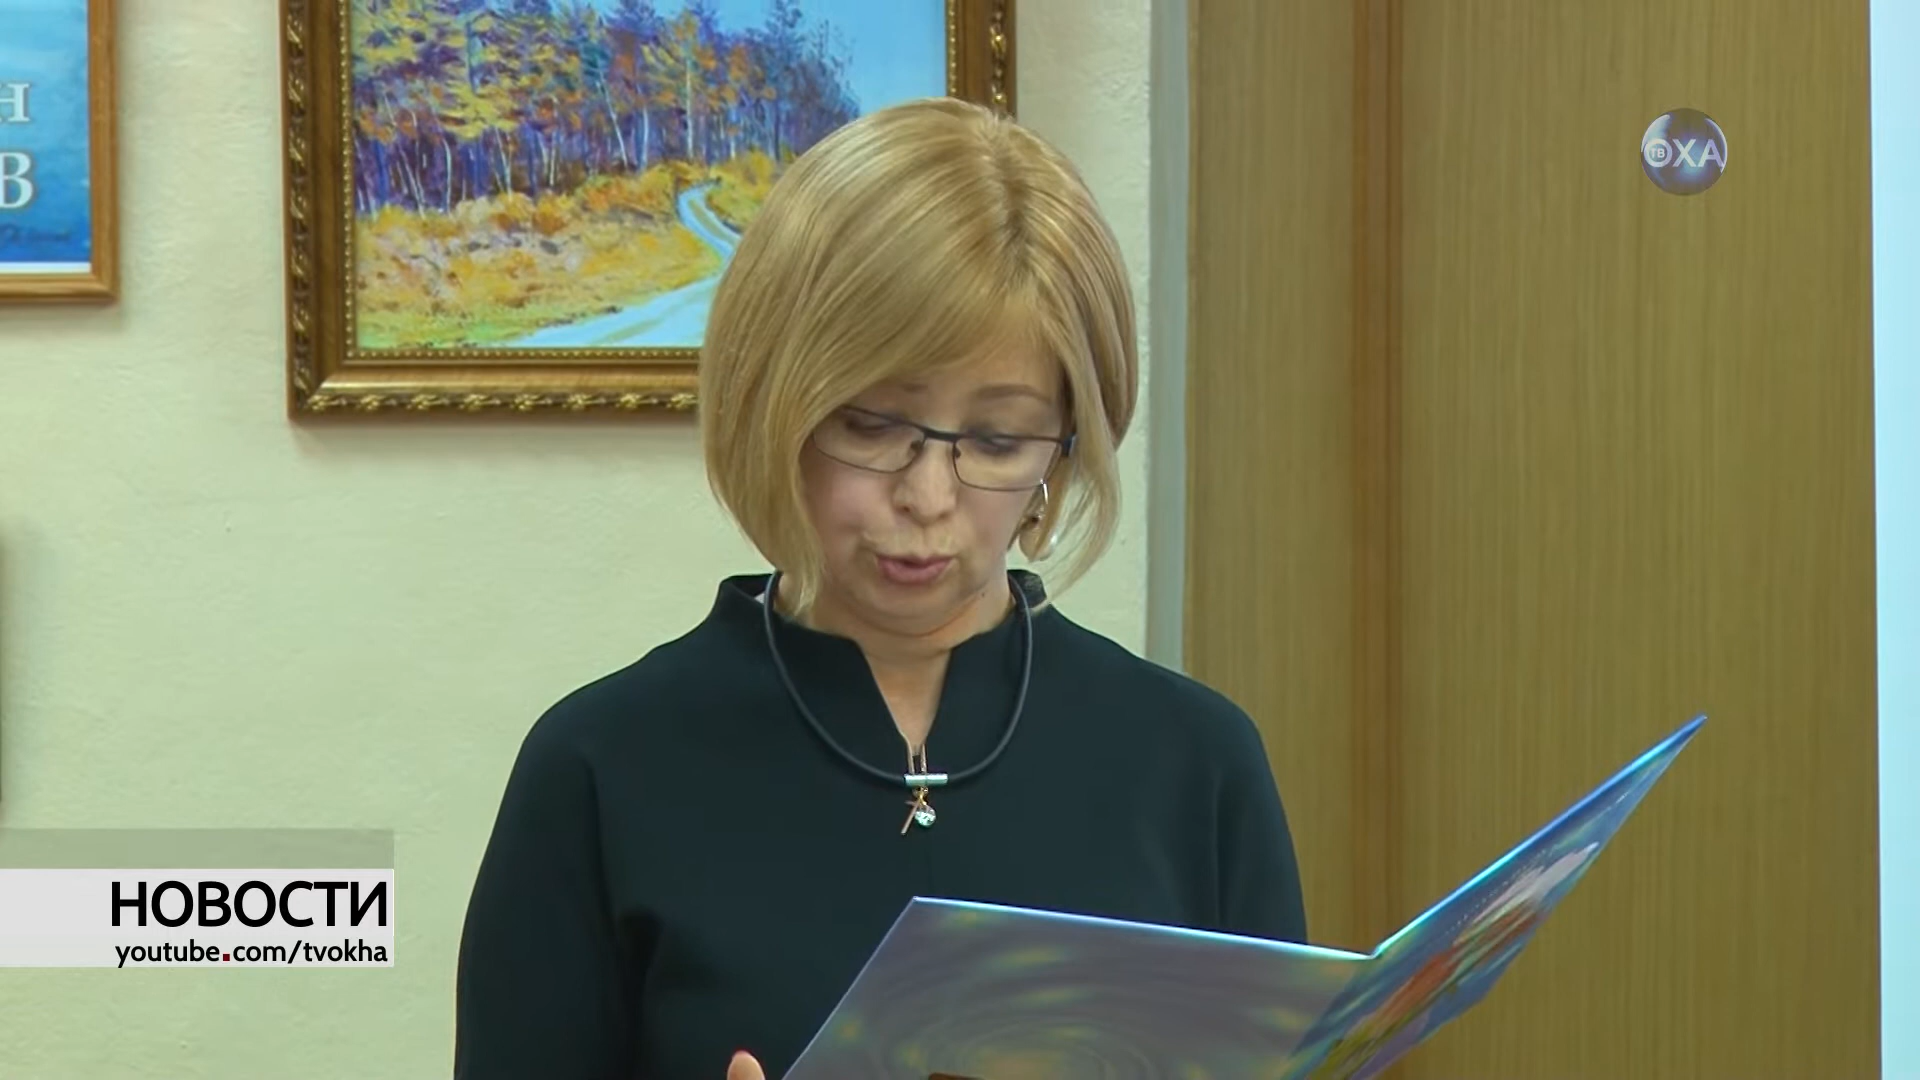 н
в
ТВ
ОХА
НОВОСТИ
youtube.com/tvokha